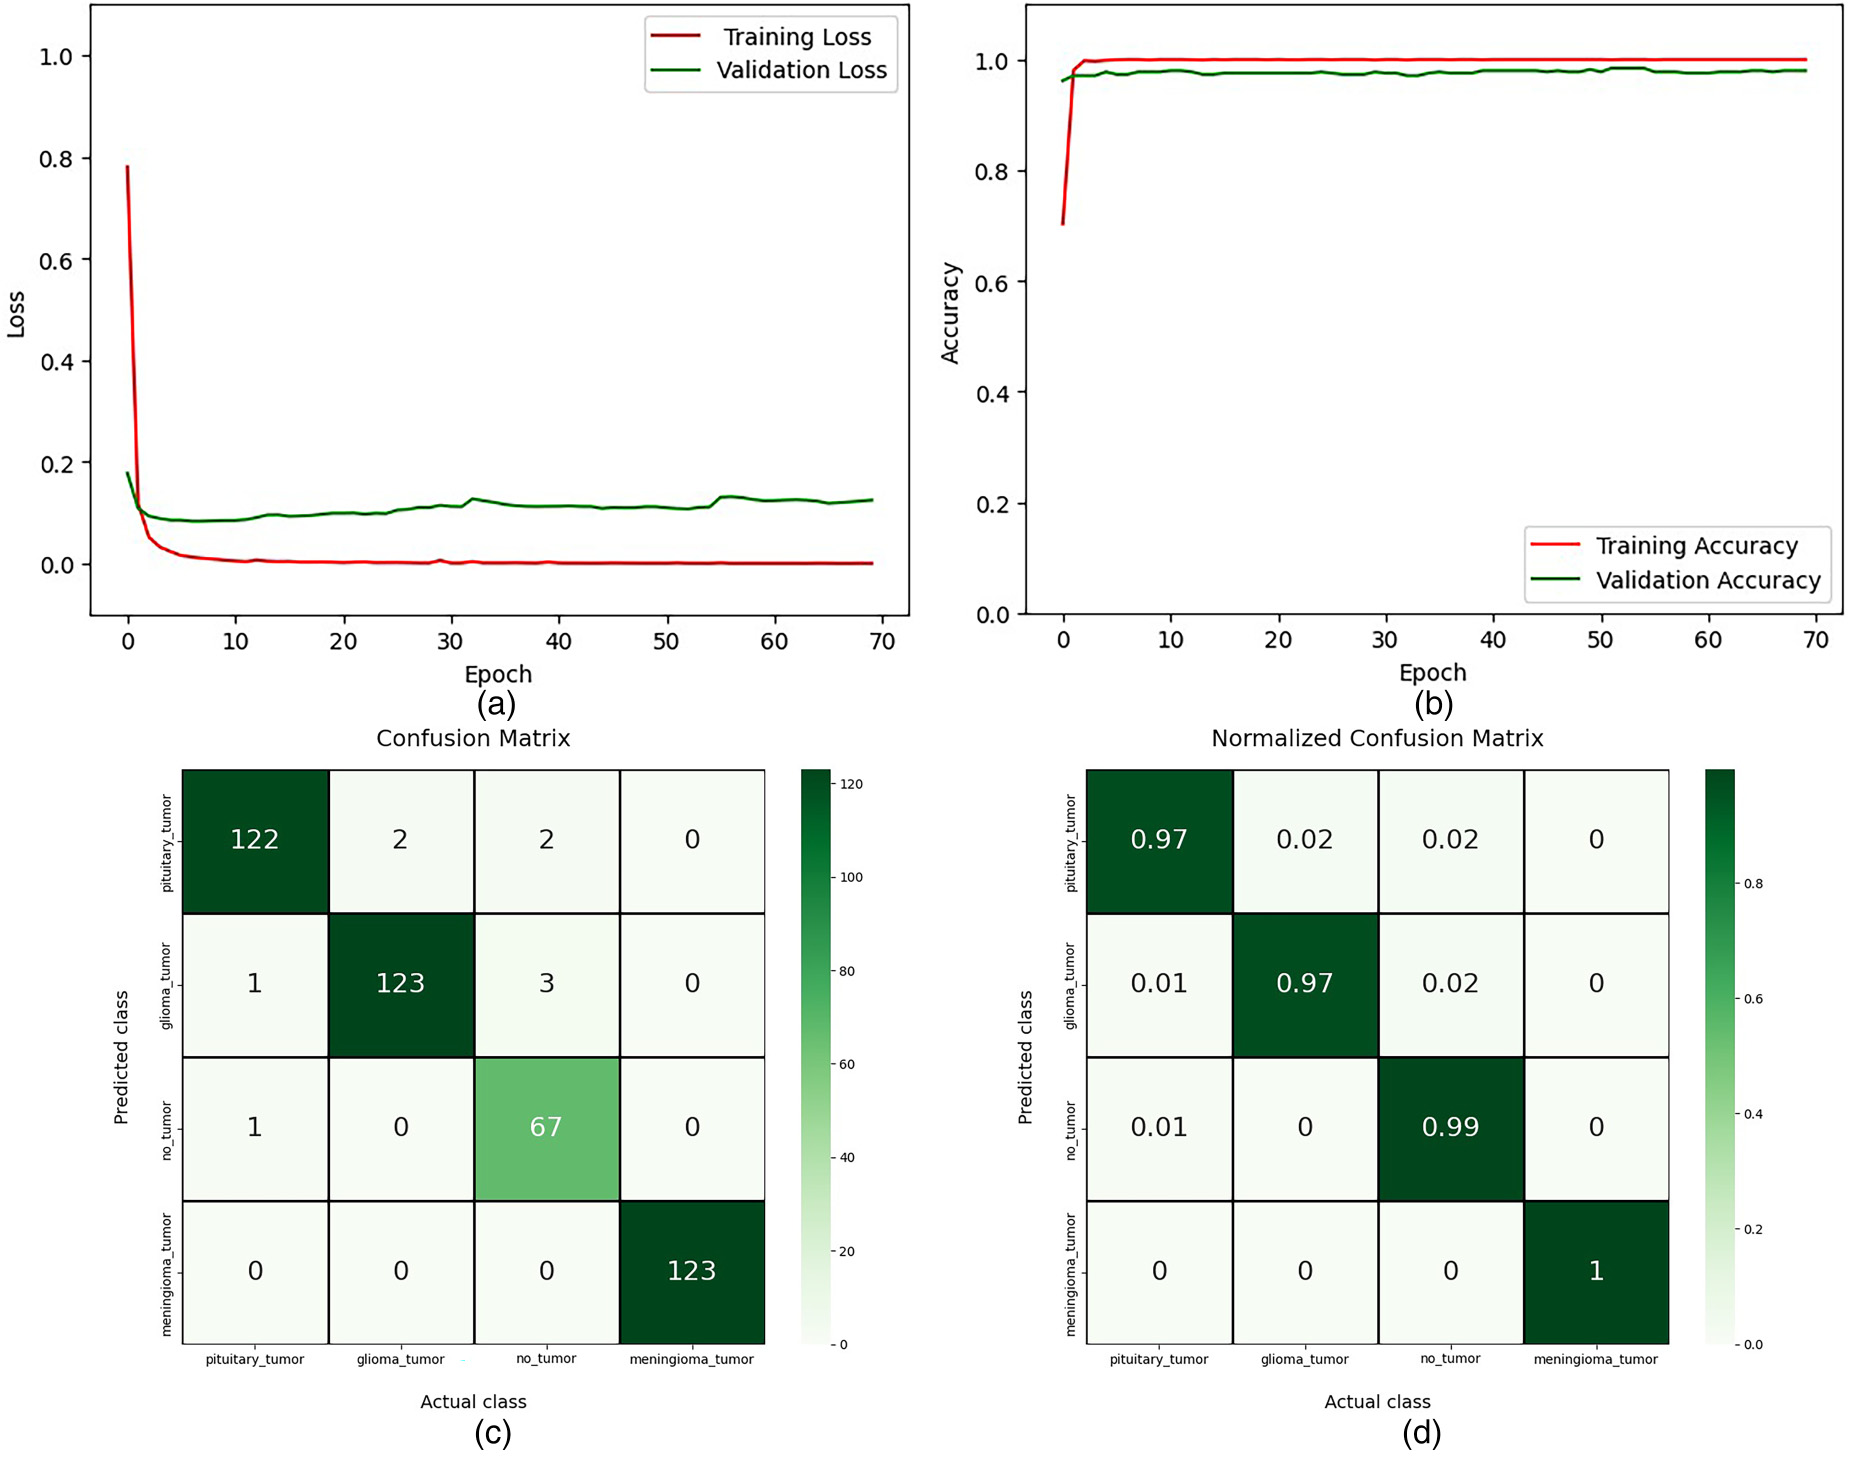 Training Loss
Validation Loss
1.0
0.8
0.6
0.4
0.2
0.0
Loss
0 10 20 30 40 50 60 70
Epoch
(a)
1.0
0.8
0.6
0.4
0.2
0.0
Accuracy
Training Accuracy
Validation Accuracy
0 10 20 30 40 50 60 70
Epoch
(b)
Confusion Matrix
Predicted class
pituitary_tumor 122 2 2 0
glioma_tumor 1 123 3 0
no_tumor 1 0 67 0
meningioma_tumor 0 0 0 123
pituitary_tumor glioma_tumor no_tumor meningioma_tumor
Actual class
120
100
80
60
40
20
0
(c)
Normalized Confusion Matrix
Predicted class
pituitary_tumor 0.97 0.02 0.02 0
glioma_tumor 0.01 0.97 0.02 0
no_tumor 0.01 0 0.99 0
meningioma_tumor 0 0 0 1
pituitary_tumor glioma_tumor no_tumor meningioma_tumor
Actual class
0.8
0.6
0.4
0.2
0.0
(d)